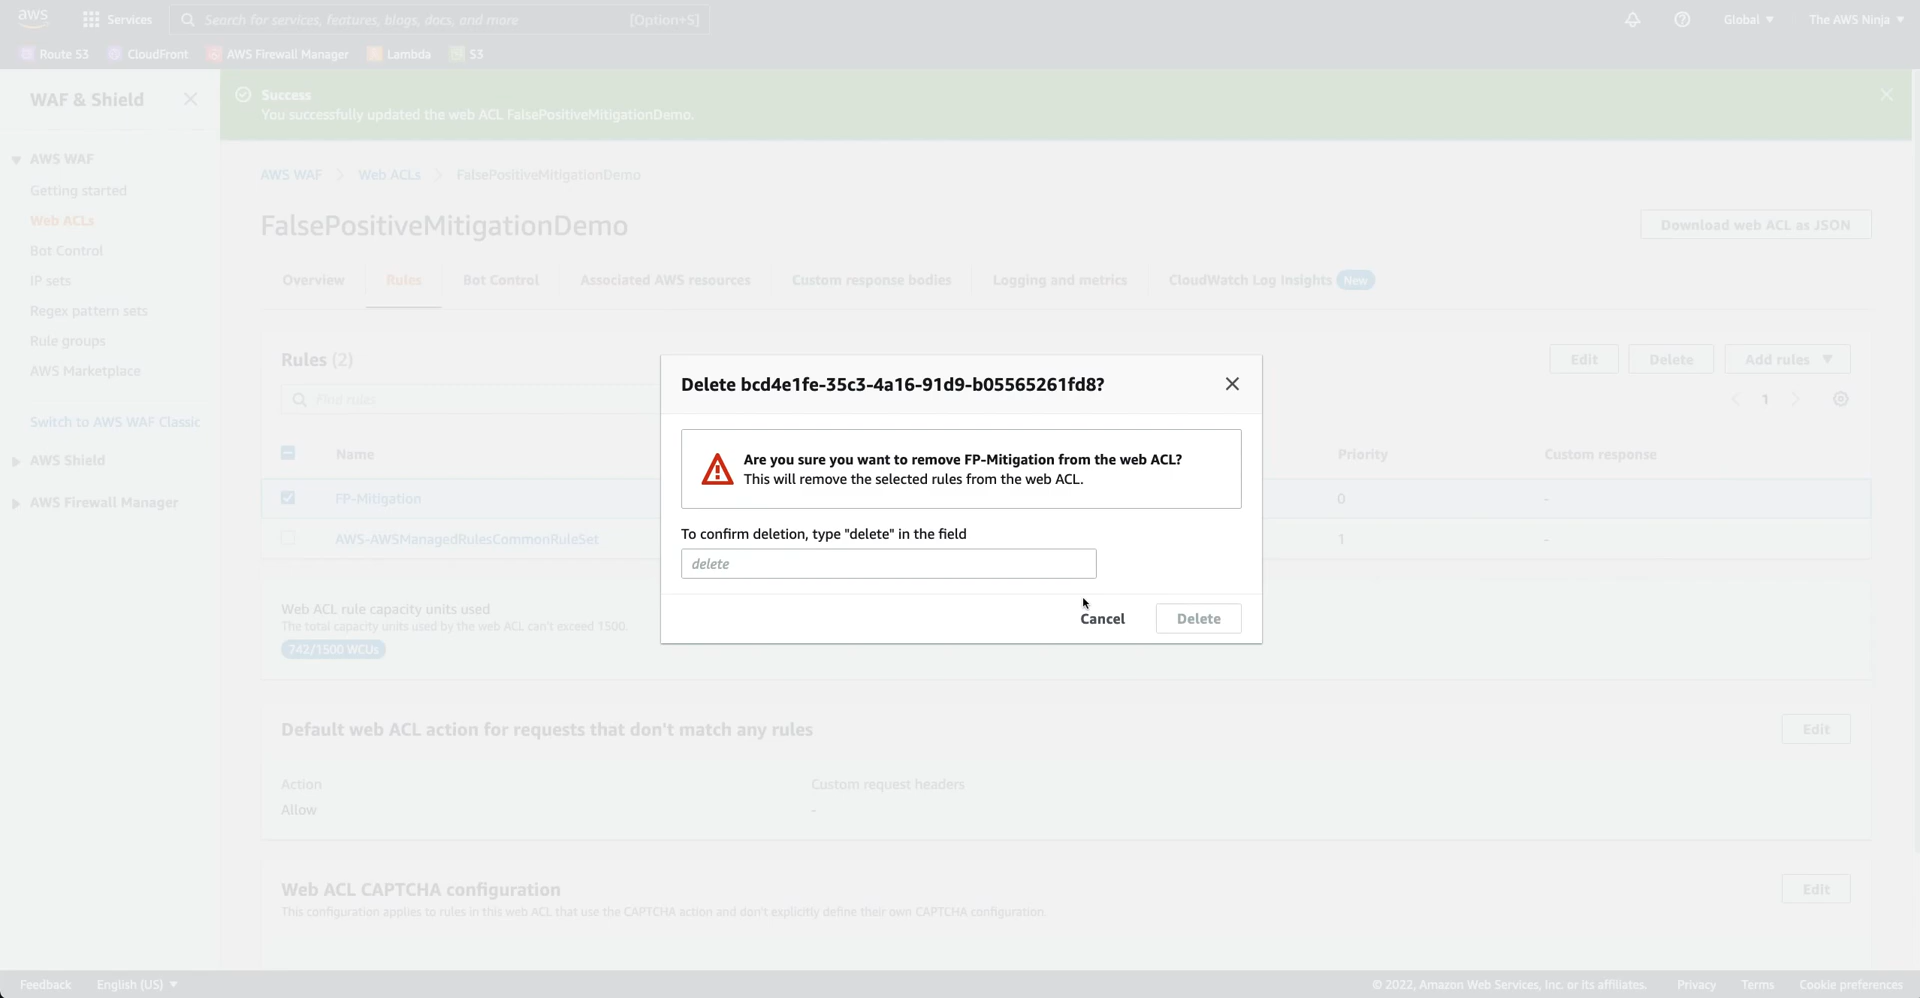 aws
Services
Search for services, features, blogs, docs, and more
[Option+S]
Global
The AWS Ninja
Route 53
CloudFront
AWS Firewall Manager
Lambda
S3
WAF & Shield
AWS WAF
Getting started
Web ACLs
Bot Control
IP sets
Regex pattern sets
Rule groups
AWS Marketplace
Switch to AWS WAF Classic
AWS Shield
AWS Firewall Manager
Success
You successfully updated the web ACL FalsePositiveMitigationDemo.
AWS WAF > Web ACLs > FalsePositiveMitigationDemo
FalsePositiveMitigationDemo
Download web ACL as JSON
Overview
Rules
Bot Control
Associated AWS resources
Custom response bodies
Logging and metrics
CloudWatch Log Insights New
Rules (2)
Edit
Delete
Add rules
Find rules
1
Name
Priority
Custom response
FP-Mitigation
0
-
AWS-AWSManagedRulesCommonRuleSet
1
-
Delete bcd4e1fe-35c3-4a16-91d9-b05565261fd8?
Are you sure you want to remove FP-Mitigation from the web ACL?
This will remove the selected rules from the web ACL.
To confirm deletion, type "delete" in the field
delete
Cancel
Delete
Web ACL rule capacity units used
The total capacity units used by the web ACL can't exceed 1500.
742/1500 WCUs
Default web ACL action for requests that don't match any rules
Edit
Action
Custom request headers
Allow
-
Web ACL CAPTCHA configuration
Edit
This configuration applies to rules in this web ACL that use the CAPTCHA action and don't explicitly define their own CAPTCHA configuration.
Feedback
English (US)
© 2022, Amazon Web Services, Inc. or its affiliates.
Privacy
Terms
Cookie preferences